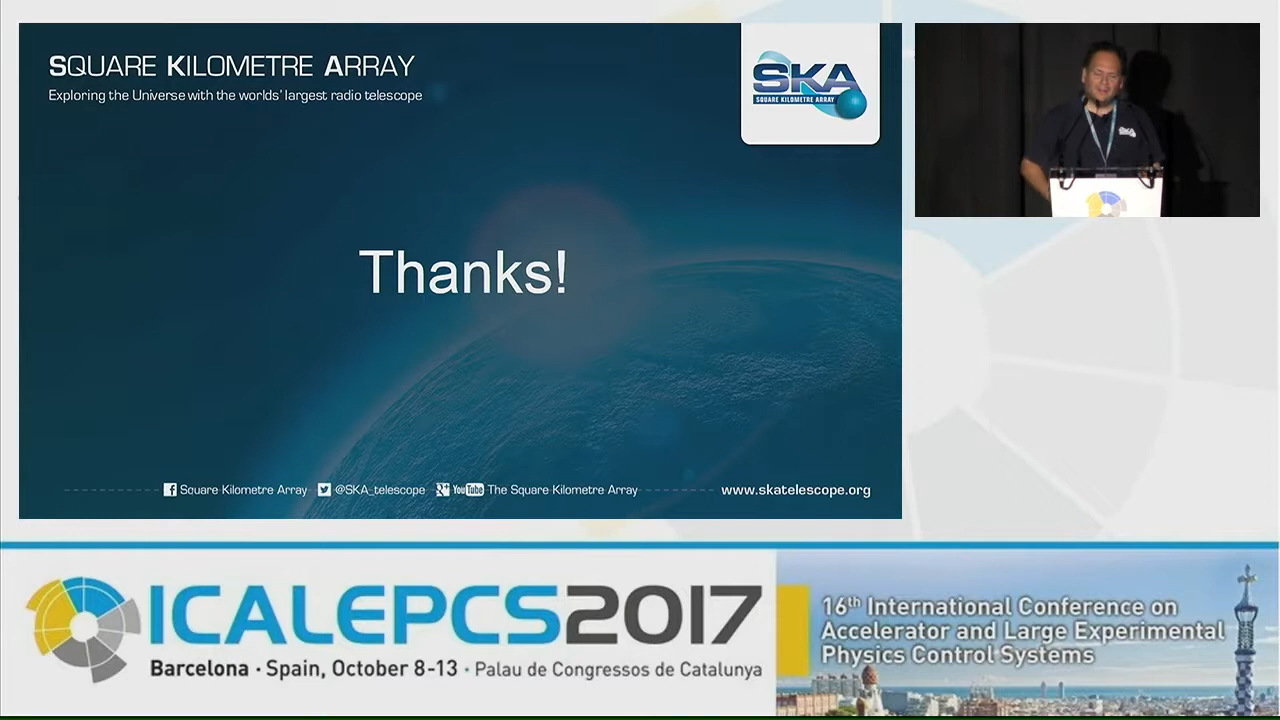 SQUARE KILOMETRE ARRAY
Exploring the Universe with the worlds' largest radio telescope
SKA
SQUARE KILOMETRE ARRAY
SKA
Thanks!
Square Kilometre Array
@SKA_telescope
YouTube The Square Kilometre Array
www.skatelescope.org
ICALEPCS2017
Barcelona · Spain, October 8-13 · Palau de Congressos de Catalunya
16th International Conference on
Accelerator and Large Experimental
Physics Control Systems